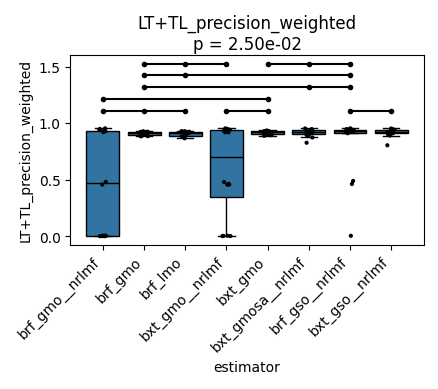 LT+TL_precision_weighted
p = 2.50e-02
LT+TL_precision_weighted
1.5
1.0
0.5
0.0
brf_gmo__nrlmf
brf_gmo
brf_lmo
bxt_gmo__nrlmf
bxt_gmo
bxt_gmosa__nrlmf
brf_gso__nrlmf
bxt_gso__nrlmf
estimator